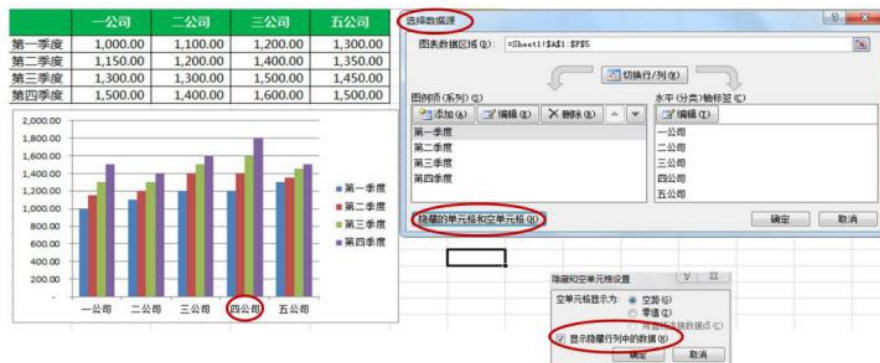 一公司 二公司 三公司 五公司
第一季度 1,000.00 1,100.00 1,200.00 1,300.00
第二季度 1,150.00 1,200.00 1,400.00 1,350.00
第三季度 1,300.00 1,300.00 1,500.00 1,450.00
第四季度 1,500.00 1,400.00 1,600.00 1,500.00
2,000.00
1,800.00
1,600.00
1,400.00
1,200.00
1,000.00
800.00
600.00
400.00
200.00
-
一公司 二公司 三公司 四公司 五公司
第一季度
第二季度
第三季度
第四季度
选择数据源
图表数据区域(D): =Sheet1!$A$1:$F$5
切换行/列(W)
图例项(系列)(S) 水平(分类)轴标签(C)
添加(A) 编辑(E) 删除(R) 编辑(T)
第一季度 一公司
第二季度 二公司
第三季度 三公司
第四季度 四公司
五公司
隐藏的单元格和空单元格(H) 确定 取消
隐藏和空单元格设置
空单元格显示为: 空距(G)
零值(Z)
用直线连接数据点(C)
显示隐藏行列中的数据(H)
确定 取消